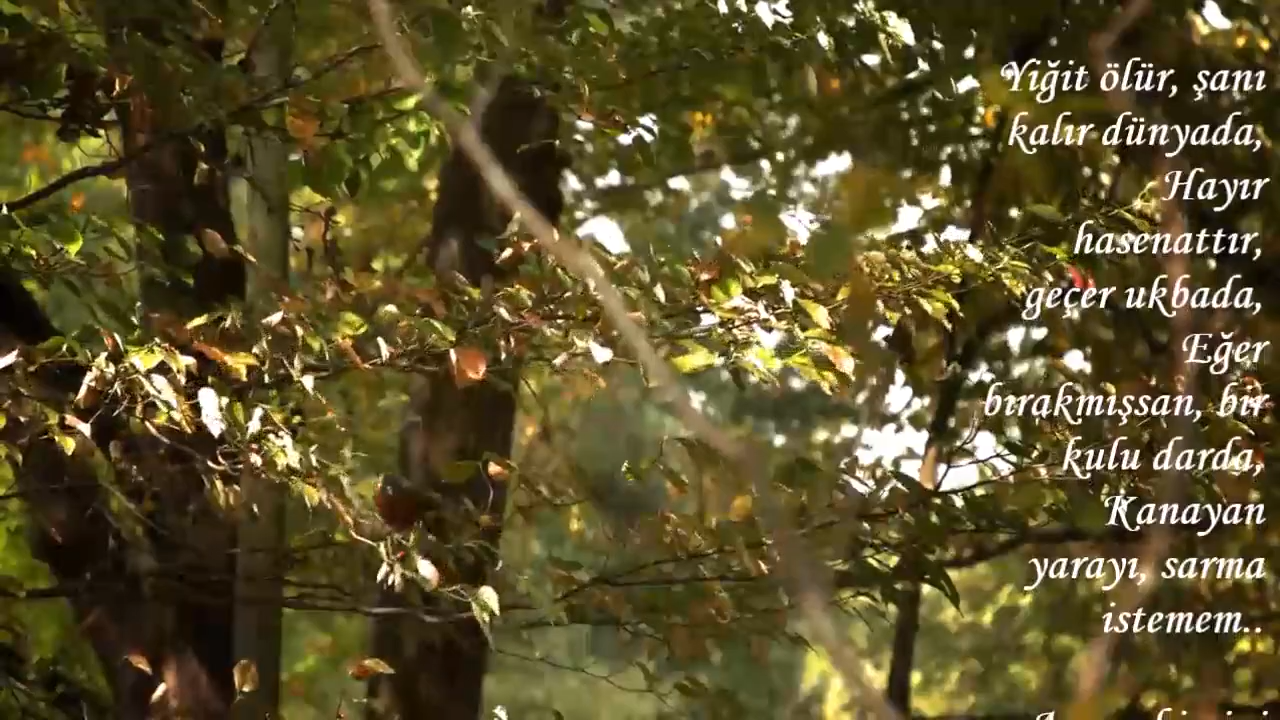 Yiğit ölür, şanı
kalır dünyada,
Hayır
hasenattır,
geçer ukbada,
Eğer
bırakmışsan, bir
kulu darda,
Kanayan
yarayı, sarma
istemem..